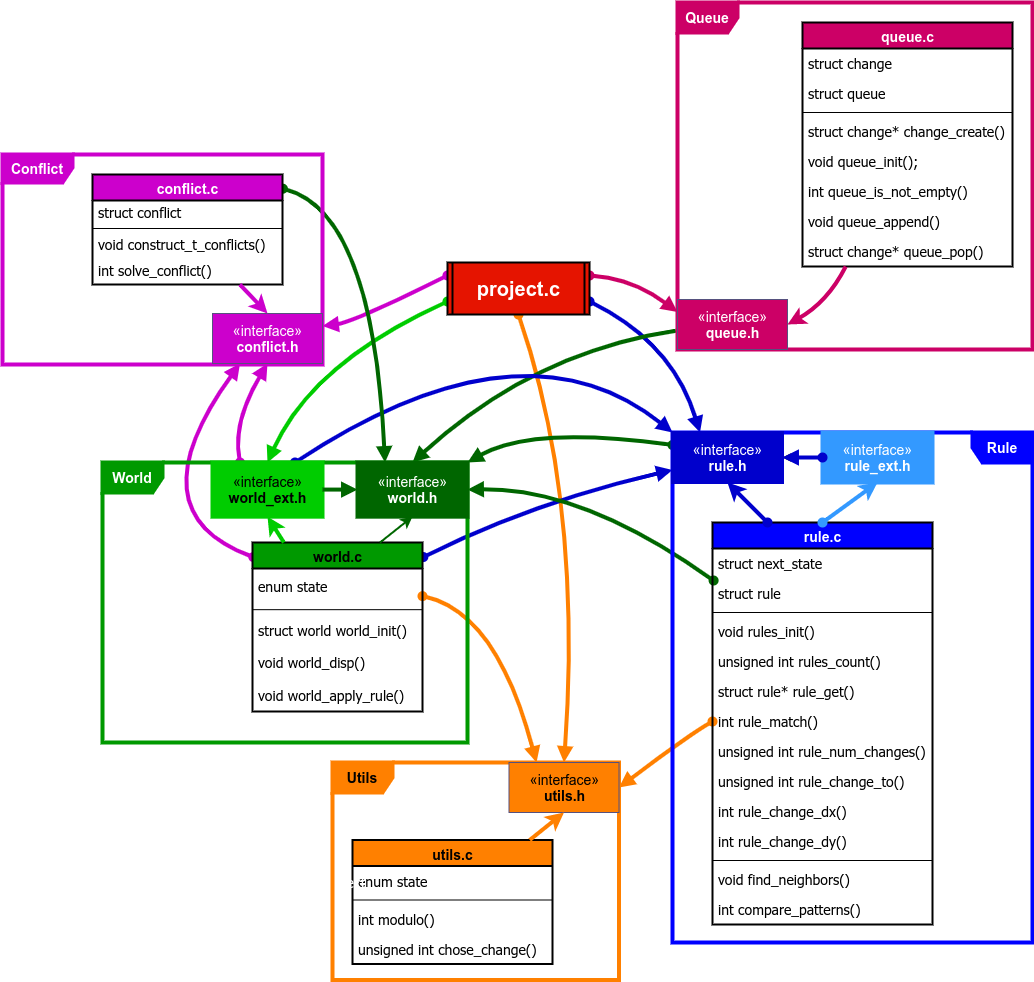 Queue
queue.c
struct change
struct queue
struct change* change_create()
void queue_init();
int queue_is_not_empty()
void queue_append()
struct change* queue_pop()
«interface»
queue.h
Conflict
conflict.c
struct conflict
void construct_t_conflicts()
int solve_conflict()
«interface»
conflict.h
project.c
World
«interface»
world_ext.h
«interface»
world.h
world.c
enum state
struct world world_init()
void world_disp()
void world_apply_rule()
Rule
«interface»
rule.h
«interface»
rule_ext.h
rule.c
struct next_state
struct rule
void rules_init()
unsigned int rules_count()
struct rule* rule_get()
int rule_match()
unsigned int rule_num_changes()
unsigned int rule_change_to()
int rule_change_dx()
int rule_change_dy()
void find_neighbors()
int compare_patterns()
Utils
«interface»
utils.h
utils.c
enum state
int modulo()
unsigned int chose_change()